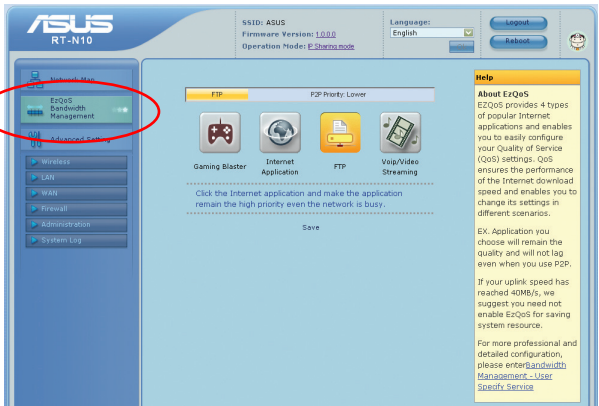 ASUS
RT-N10
SSID: ASUS
Firmware Version: 1.0.0.0
Operation Mode: IP Sharing mode
Language:
English
Logout
Reboot
Network Map
EzQoS
Bandwidth
Management
Advanced Setting
Wireless
LAN
WAN
Firewall
Administration
System Log
FTP P2P Priority: Lower
Gaming Blaster
Internet
Application
FTP
Voip/Video
Streaming
Click the Internet application and make the application
remain the high priority even the network is busy.
Save
Help
About EzQoS
EZQoS provides 4 types
of popular Internet
applications and enables
you to easily configure
your Quality of Service
(QoS) settings. QoS
ensures the performance
of the Internet download
speed and enables you to
change its settings in
different scenarios.
EX. Application you
choose will remain the
quality and will not lag
even when you use P2P.
If your uplink speed has
reached 40MB/s, we
suggest you need not
enable EzQoS for saving
system resource.
For more professional and
detailed configuration,
please enterBandwidth
Management - User
Specify Service